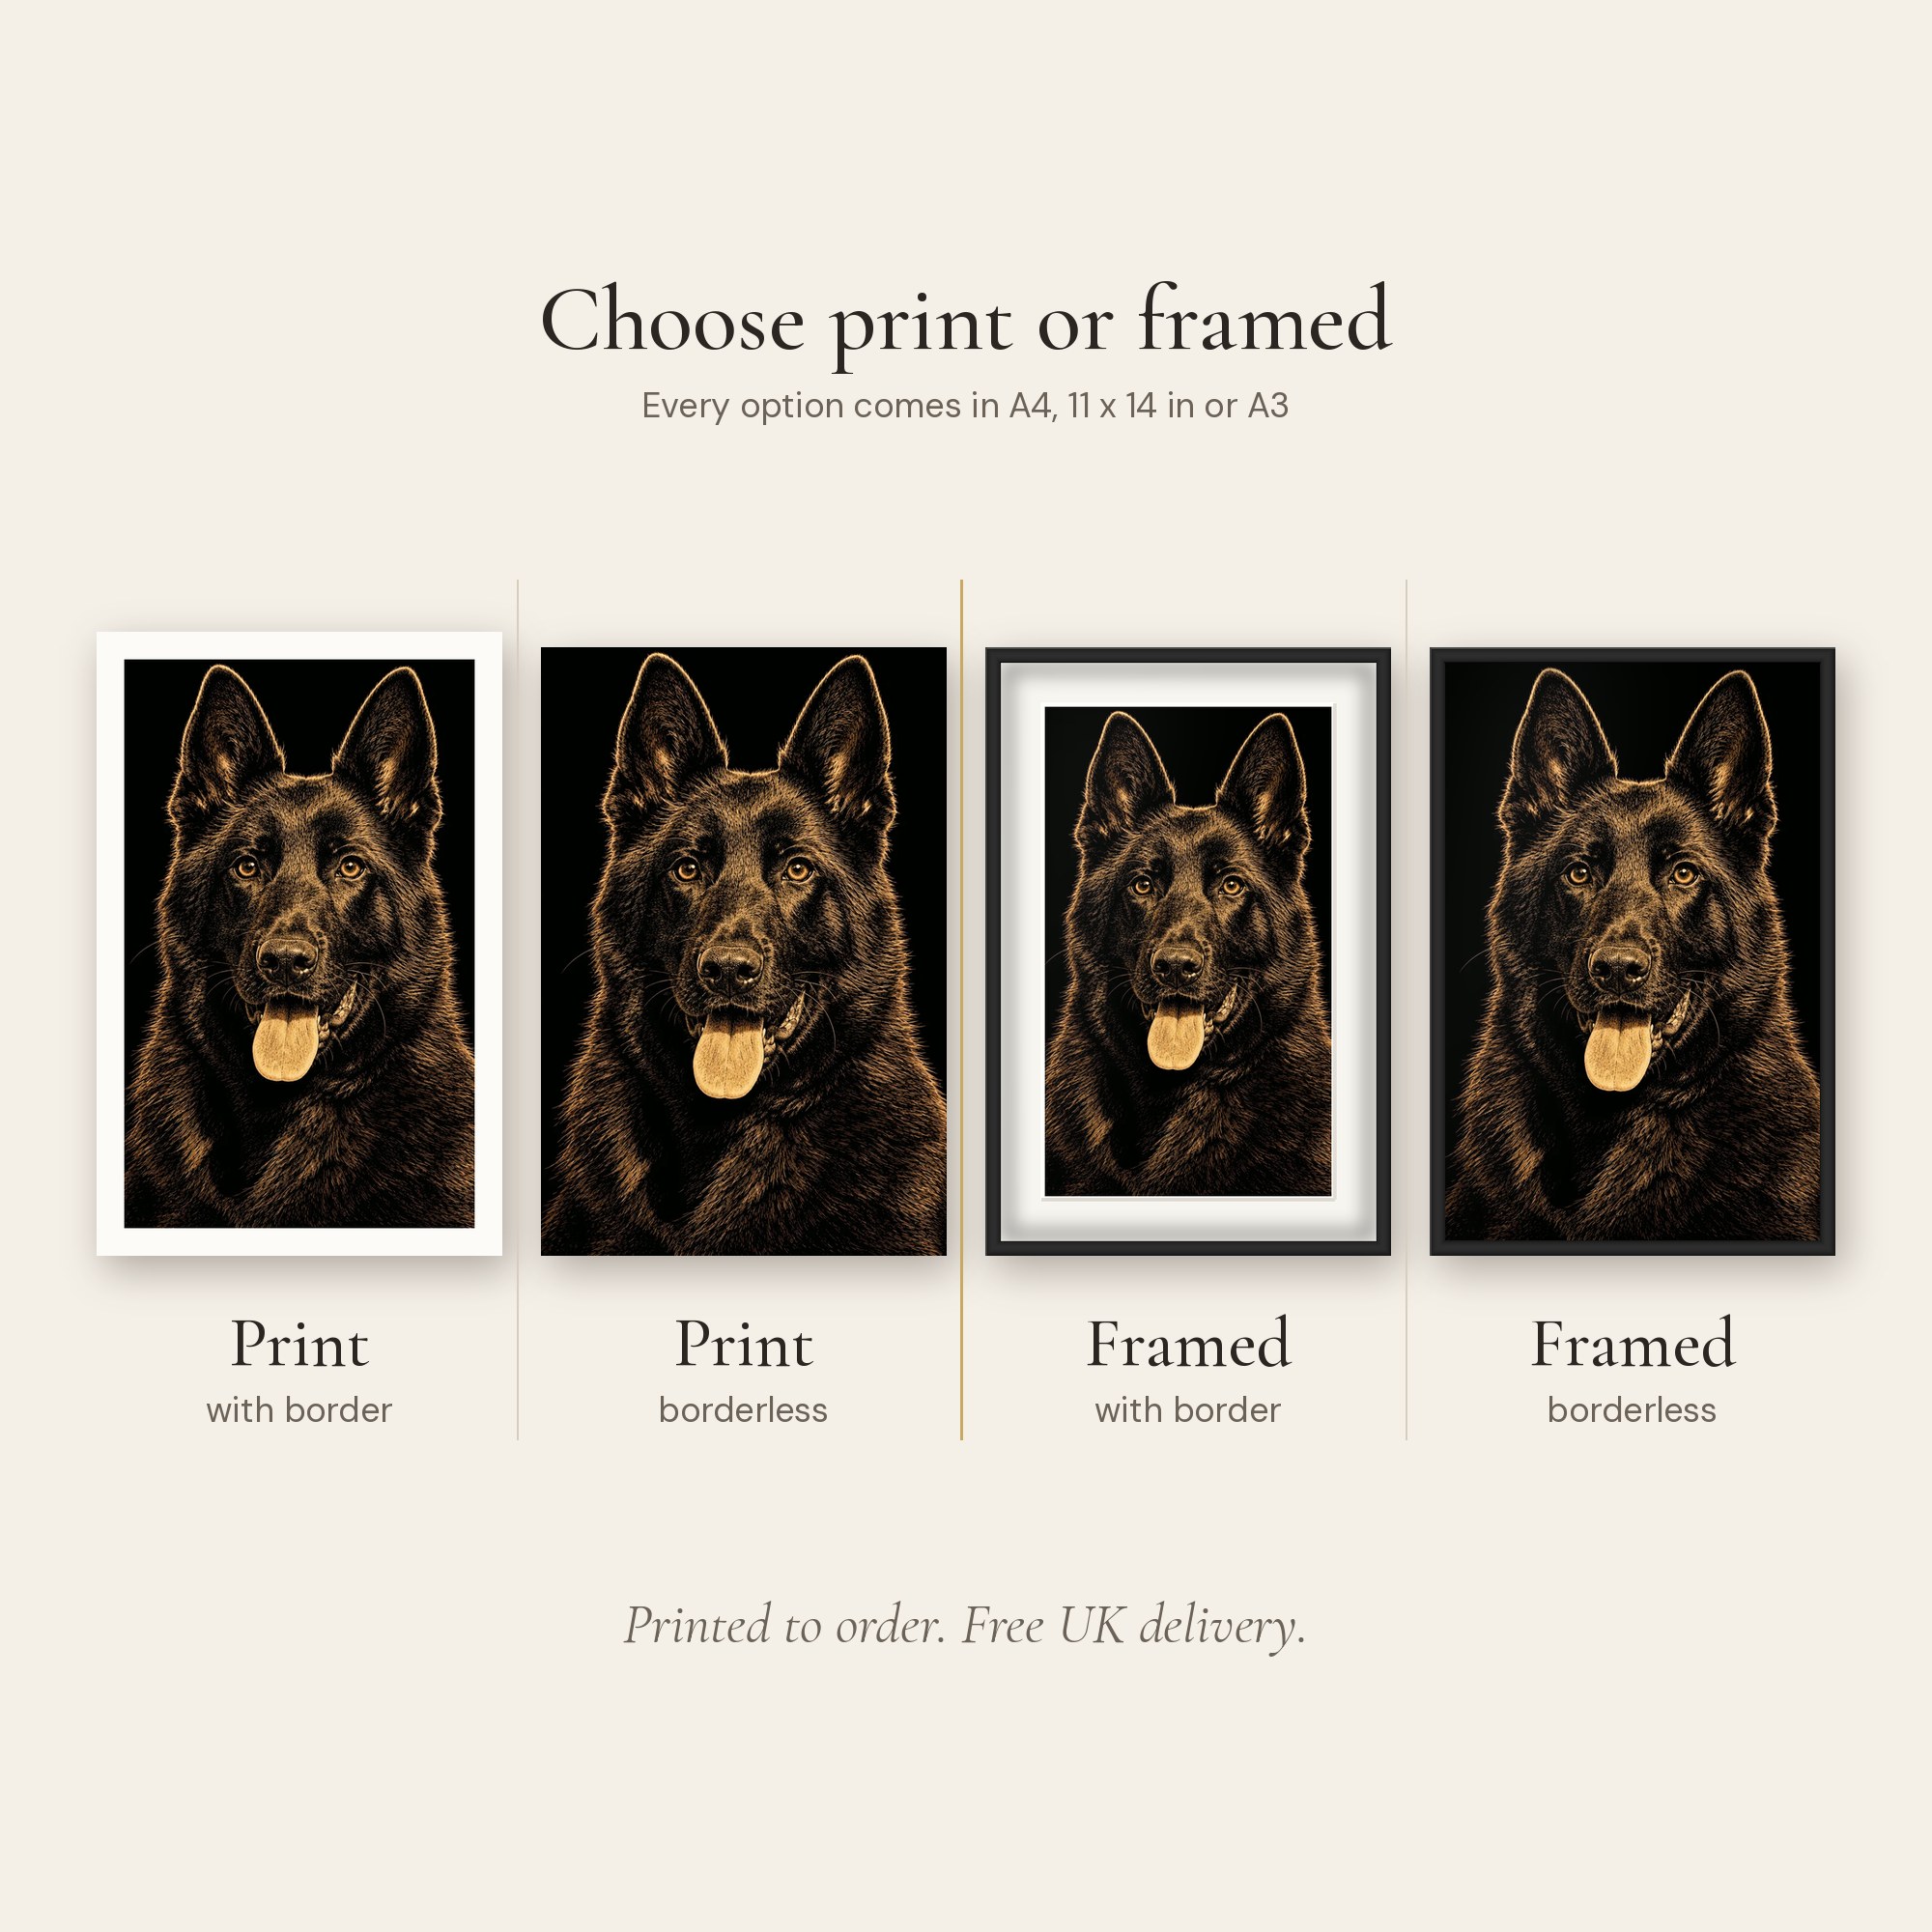 Choose print or framed
Every option comes in A4, 11 x 14 in or A3
Print
with border
Print
borderless
Framed
with border
Framed
borderless
Printed to order. Free UK delivery.